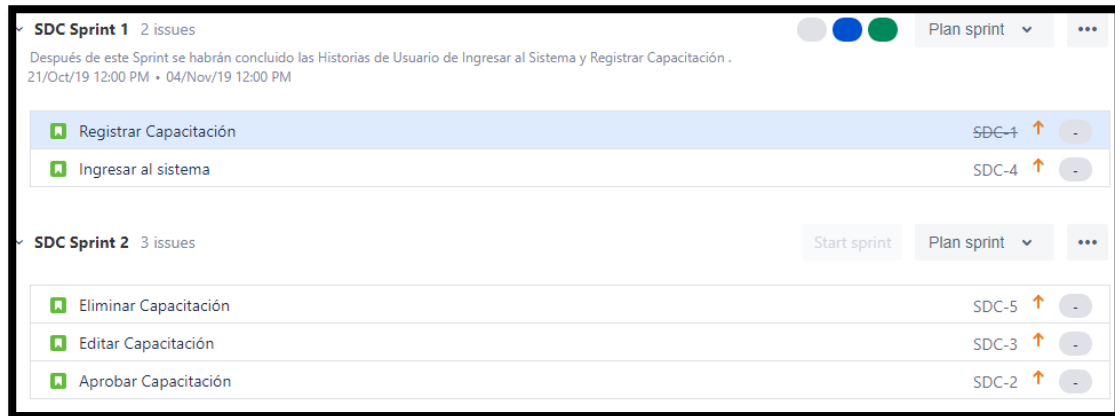 SDC Sprint 1 2 issues Plan sprint
Después de este Sprint se habrán concluido las Historias de Usuario de Ingresar al Sistema y Registrar Capacitación .
21/Oct/19 12:00 PM • 04/Nov/19 12:00 PM
Registrar Capacitación SDC-1 -
Ingresar al sistema SDC-4 -
SDC Sprint 2 3 issues Start sprint Plan sprint
Eliminar Capacitación SDC-5 -
Editar Capacitación SDC-3 -
Aprobar Capacitación SDC-2 -